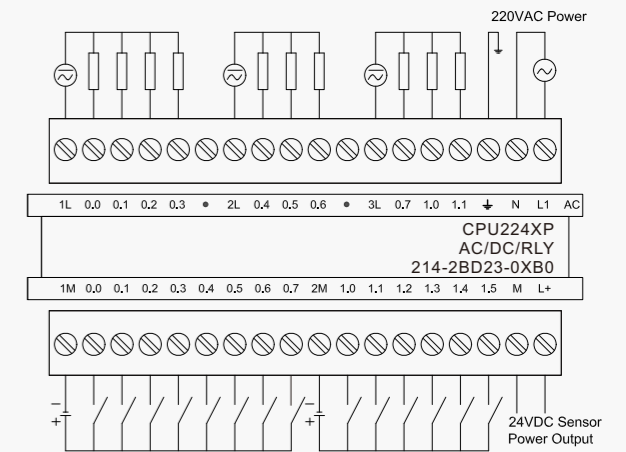 220VAC Power
1L 0.0 0.1 0.2 0.3 • 2L 0.4 0.5 0.6 • 3L 0.7 1.0 1.1 ⏚ N L1 AC
CPU224XP
AC/DC/RLY
214-2BD23-0XB0
1M 0.0 0.1 0.2 0.3 0.4 0.5 0.6 0.7 2M 1.0 1.1 1.2 1.3 1.4 1.5 M L+
− + − +
24VDC Sensor
Power Output